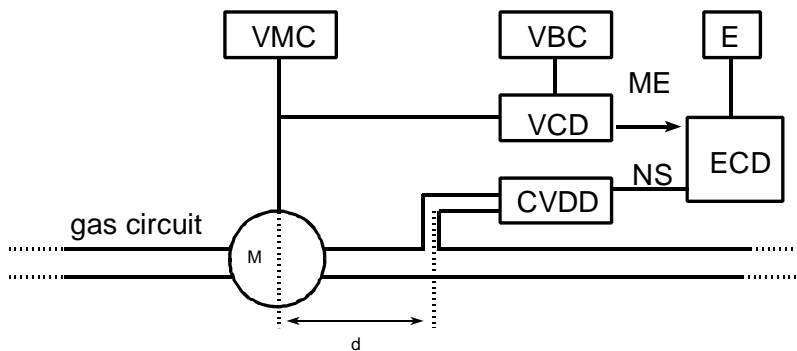 VMC
VBC
E
ME
VCD
ECD
NS
CVDD
gas circuit
M
d